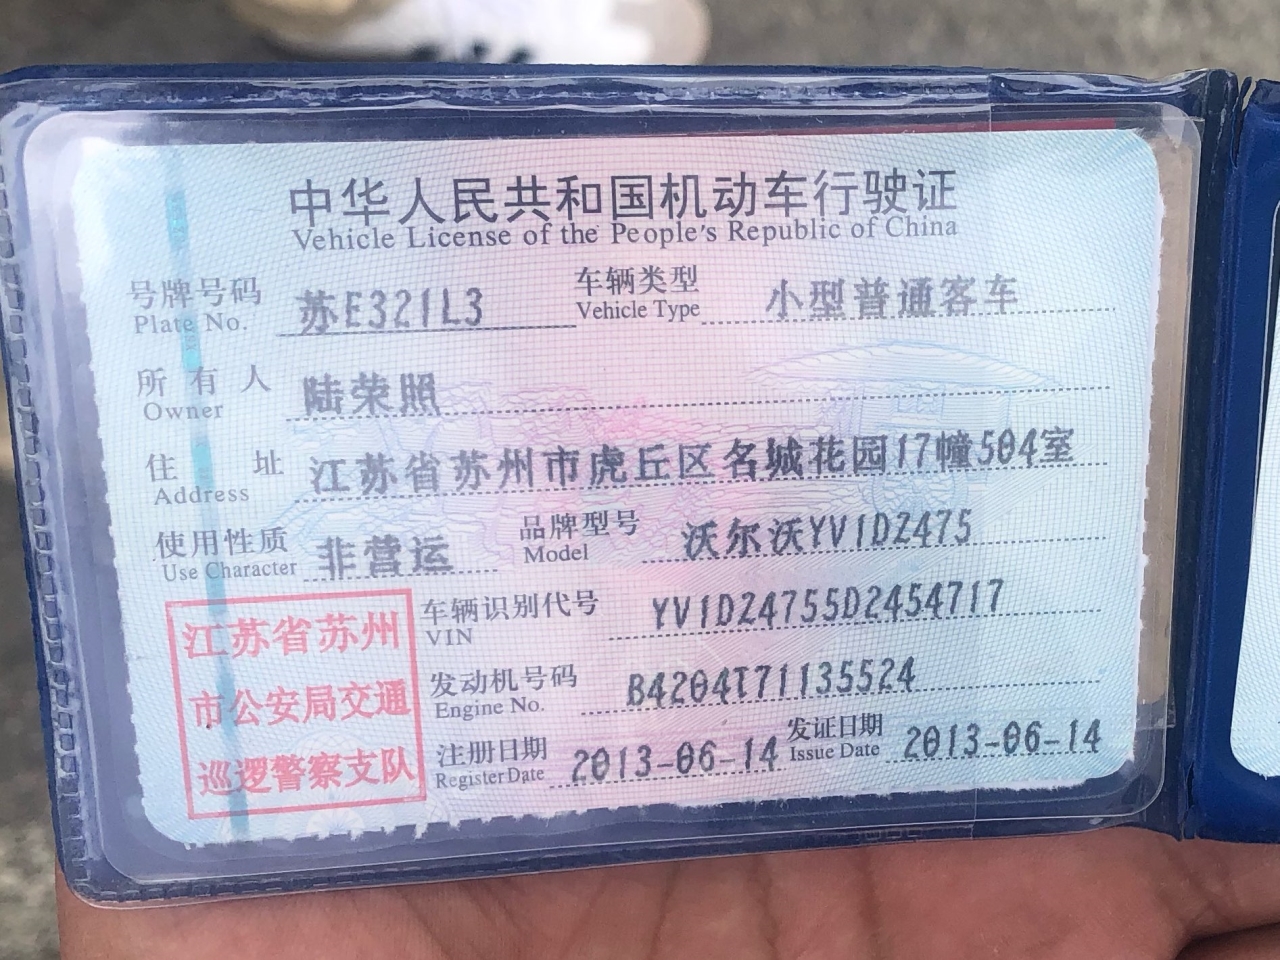 中华人民共和国机动车行驶证
Vehicle License of the People's Republic of China
号牌号码 苏E321L3 车辆类型 小型普通客车
Plate No. Vehicle Type
所有人 陆荣照
Owner
住址 江苏省苏州市虎丘区名城花园17幢504室
Address
使用性质 非营运 品牌型号 沃尔沃YV1DZ475
Use Character Model
江苏省苏州
市公安局交通
巡逻警察支队
车辆识别代号 YV1DZ4755D2454717
VIN
发动机号码 B4204T71135524
Engine No.
注册日期 2013-06-14 发证日期 2013-06-14
Register Date Issue Date